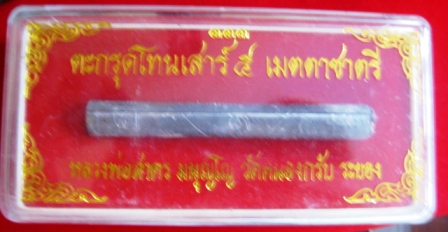 ตะกรุดโทนเสาร์ ๕ เมตตาชาตรี
หลวงพ่อสาคร มนุญฺโญ วัดหนองกรับ ระยอง